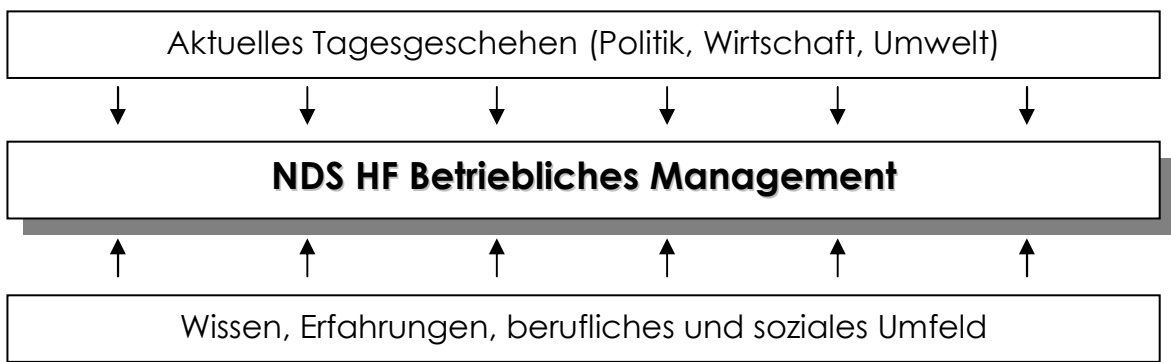 Aktuelles Tagesgeschehen (Politik, Wirtschaft, Umwelt)
NDS HF Betriebliches Management
Wissen, Erfahrungen, berufliches und soziales Umfeld